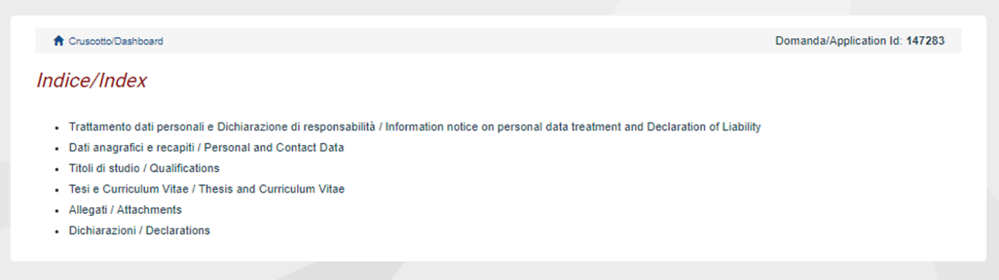 Cruscotto/Dashboard
Domanda/Application Id: 147283
Indice/Index
Trattamento dati personali e Dichiarazione di responsabilità / Information notice on personal data treatment and Declaration of Liability
Dati anagrafici e recapiti / Personal and Contact Data
Titoli di studio / Qualifications
Tesi e Curriculum Vitae / Thesis and Curriculum Vitae
Allegati / Attachments
Dichiarazioni / Declarations